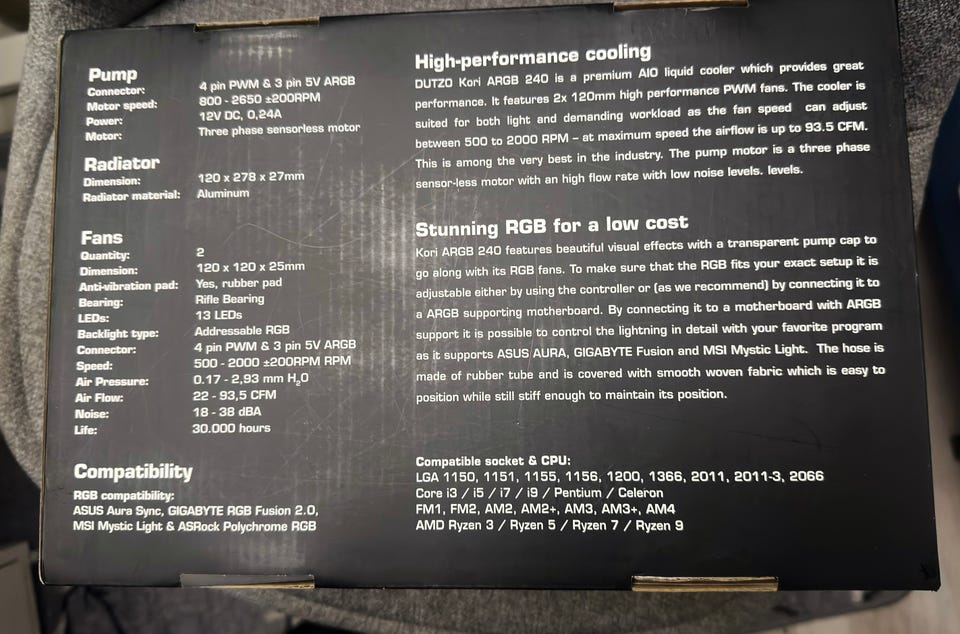 Pump
Connector: 4 pin PWM & 3 pin 5V ARGB
Motor speed: 800 - 2650 ±200RPM
Power: 12V DC, 0,24A
Motor: Three phase sensorless motor
Radiator
Dimension: 120 x 278 x 27mm
Radiator material: Aluminum
Fans
Quantity: 2
Dimension: 120 x 120 x 25mm
Anti-vibration pad: Yes, rubber pad
Bearing: Rifle Bearing
LEDs: 13 LEDs
Backlight type: Addressable RGB
Connector: 4 pin PWM & 3 pin 5V ARGB
Speed: 500 - 2000 ±200RPM RPM
Air Pressure: 0.17 - 2,93 mm H₂0
Air Flow: 22 - 93,5 CFM
Noise: 18 - 38 dBA
Life: 30.000 hours
Compatibility
RGB compatibility:
ASUS Aura Sync, GIGABYTE RGB Fusion 2.0,
MSI Mystic Light & ASRock Polychrome RGB
High-performance cooling
DUTZO Kori ARGB 240 is a premium AIO liquid cooler which provides great
performance. It features 2x 120mm high performance PWM fans. The cooler is
suited for both light and demanding workload as the fan speed can adjust
between 500 to 2000 RPM – at maximum speed the airflow is up to 93.5 CFM.
This is among the very best in the industry. The pump motor is a three phase
sensor-less motor with an high flow rate with low noise levels. levels.
Stunning RGB for a low cost
Kori ARGB 240 features beautiful visual effects with a transparent pump cap to
go along with its RGB fans. To make sure that the RGB fits your exact setup it is
adjustable either by using the controller or (as we recommend) by connecting it to
a ARGB supporting motherboard. By connecting it to a motherboard with ARGB
support it is possible to control the lightning in detail with your favorite program
as it supports ASUS AURA, GIGABYTE Fusion and MSI Mystic Light. The hose is
made of rubber tube and is covered with smooth woven fabric which is easy to
position while still stiff enough to maintain its position.
Compatible socket & CPU:
LGA 1150, 1151, 1155, 1156, 1200, 1366, 2011, 2011-3, 2066
Core i3 / i5 / i7 / i9 / Pentium / Celeron
FM1, FM2, AM2, AM2+, AM3, AM3+, AM4
AMD Ryzen 3 / Ryzen 5 / Ryzen 7 / Ryzen 9